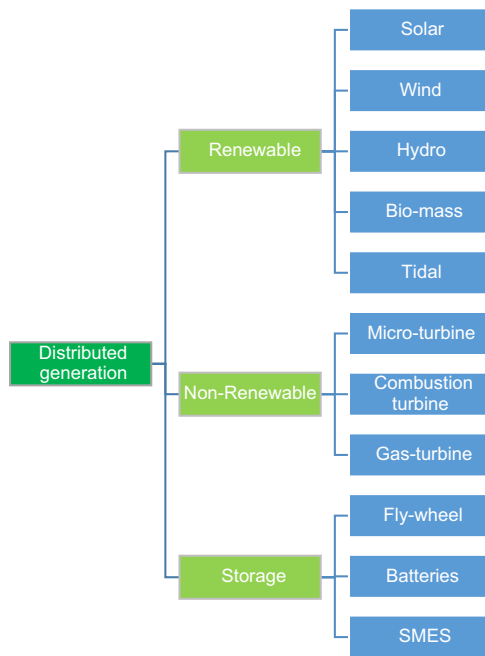 Solar
Wind
Renewable
Hydro
Bio-mass
Tidal
Distributed
generation
Micro-turbine
Non-Renewable
Combustion
turbine
Gas-turbine
Fly-wheel
Storage
Batteries
SMES